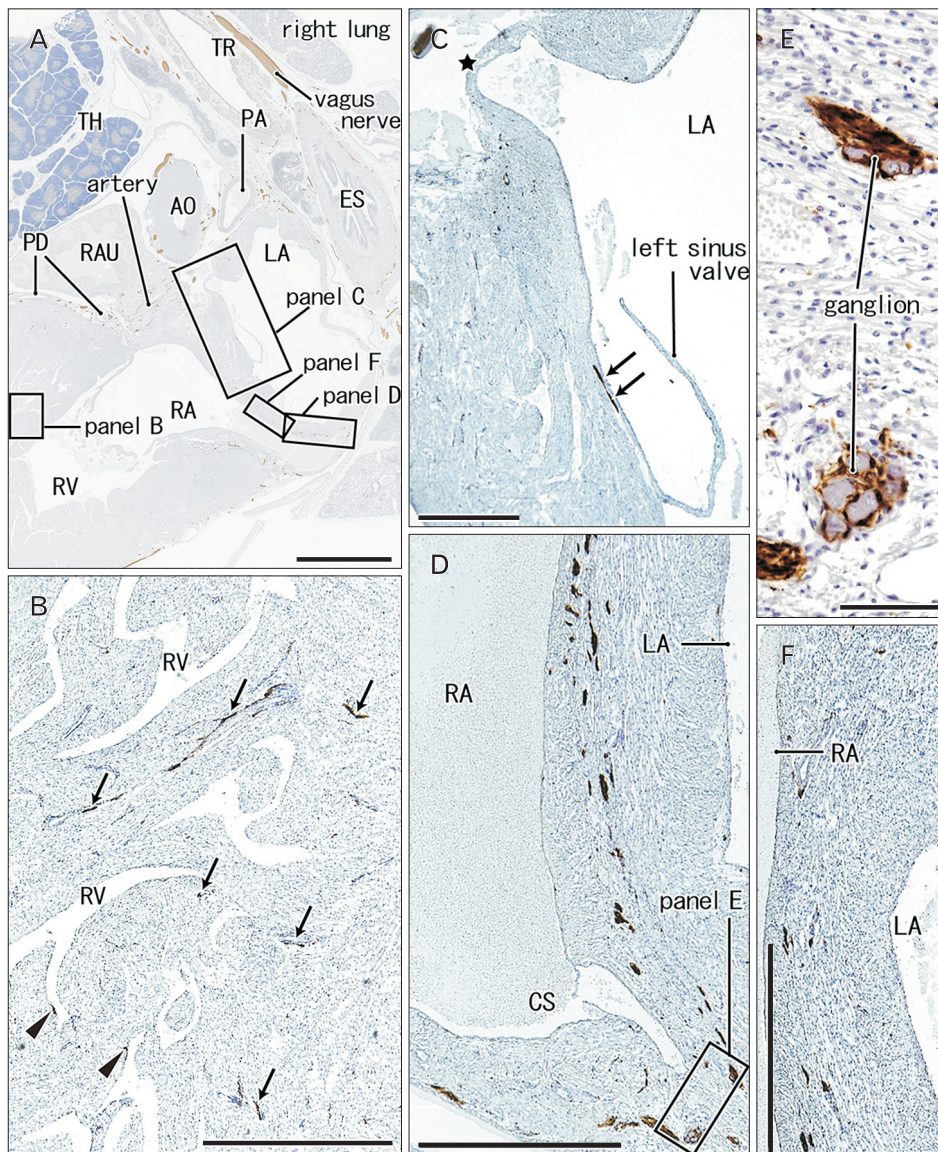 A
TR
right lung
vagus
nerve
TH
PA
artery
AO
ES
PD
RAU
LA
panel C
panel F
panel D
RA
panel B
RV
B
RV
RV
C
LA
left sinus
valve
D
LA
RA
panel E
CS
E
ganglion
F
RA
LA